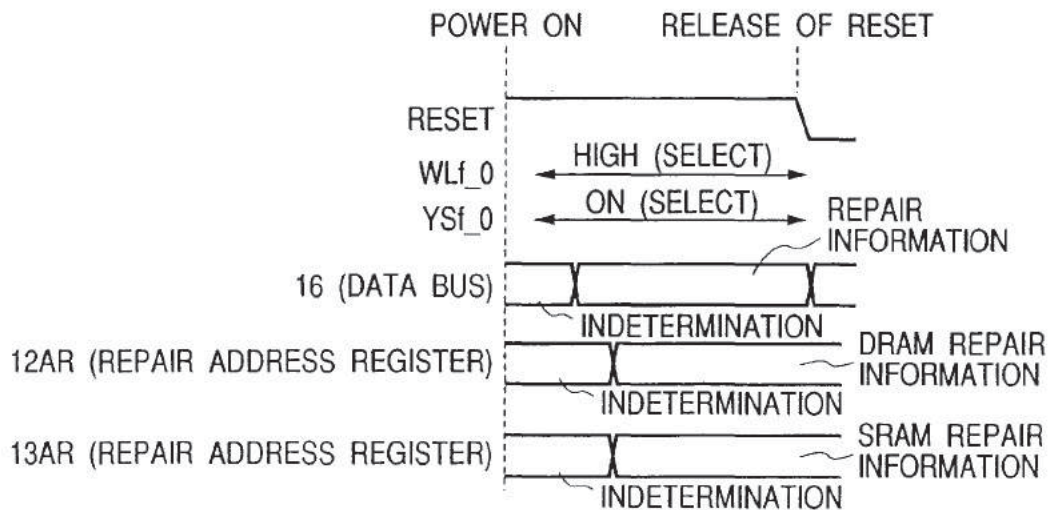 POWER ON RELEASE OF RESET
RESET
WLf_0 HIGH (SELECT)
YSf_0 ON (SELECT)
REPAIR
INFORMATION
16 (DATA BUS)
INDETERMINATION
12AR (REPAIR ADDRESS REGISTER)
DRAM REPAIR
INFORMATION
INDETERMINATION
13AR (REPAIR ADDRESS REGISTER)
SRAM REPAIR
INFORMATION
INDETERMINATION